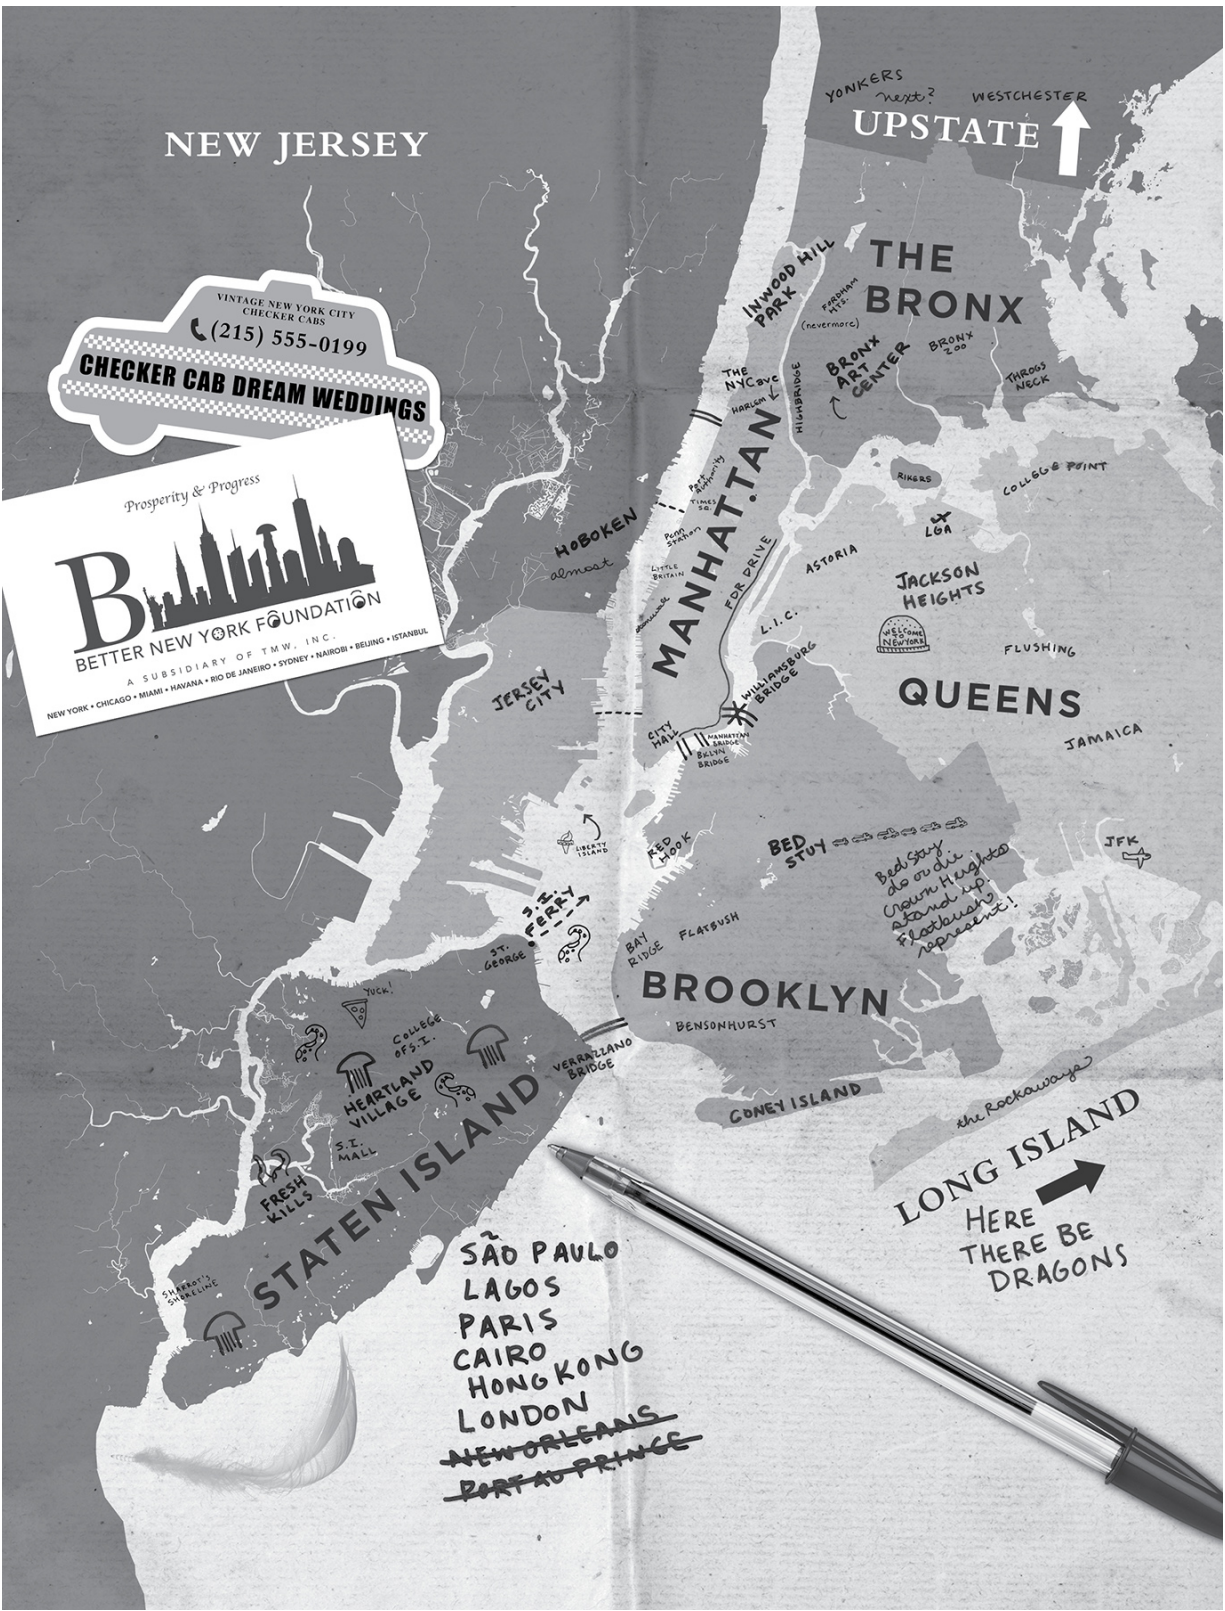 YONKERS
next?
WESTCHESTER
UPSTATE
NEW JERSEY
THE
BRONX
INWOOD HILL
PARK
FORDHAM
HTS.
(nevermore)
BRONX
ART
CENTER
BRONX
ZOO
THROGS
NECK
VINTAGE NEW YORK CITY
CHECKER CABS
(215) 555-0199
CHECKER CAB DREAM WEDDINGS
THE
NYC ave
HARLEM
HIGHBRIDGE
MANHATTAN
Port
Authority
TIMES
SQ.
Penn
Station
LITTLE
BRITAIN
Stonewall
FDR DRIVE
RIKERS
COLLEGE POINT
LGA
ASTORIA
JACKSON
HEIGHTS
L.I.C.
WELCOME
TO
NEW YORK
FLUSHING
QUEENS
JAMAICA
HOBOKEN
almost
Prosperity & Progress
B
BETTER NEW YORK FOUNDATION
A SUBSIDIARY OF TMW, INC.
NEW YORK • CHICAGO • MIAMI • HAVANA • RIO DE JANEIRO • SYDNEY • NAIROBI • BEIJING • ISTANBUL
JERSEY
CITY
WILLIAMSBURG
BRIDGE
CITY
HALL
MANHATTAN
BRIDGE
BKLYN
BRIDGE
LIBERTY
ISLAND
RED
HOOK
BED
STUY
Bed Stuy
do or die.
Crown Heights
stand up.
Flatbush,
represent!
JFK
S.I.
FERRY
ST.
GEORGE
BAY
RIDGE
FLATBUSH
BROOKLYN
BENSONHURST
YUCK!
COLLEGE
OF S.I.
HEARTLAND
VILLAGE
VERRAZZANO
BRIDGE
CONEY ISLAND
the Rockaways
S.I.
MALL
FRESH
KILLS
STATEN ISLAND
SHARROT'S
SHORELINE
LONG ISLAND
HERE
THERE BE
DRAGONS
SÃO PAULO
LAGOS
PARIS
CAIRO
HONG KONG
LONDON
NEW ORLEANS
PORT AU PRINCE